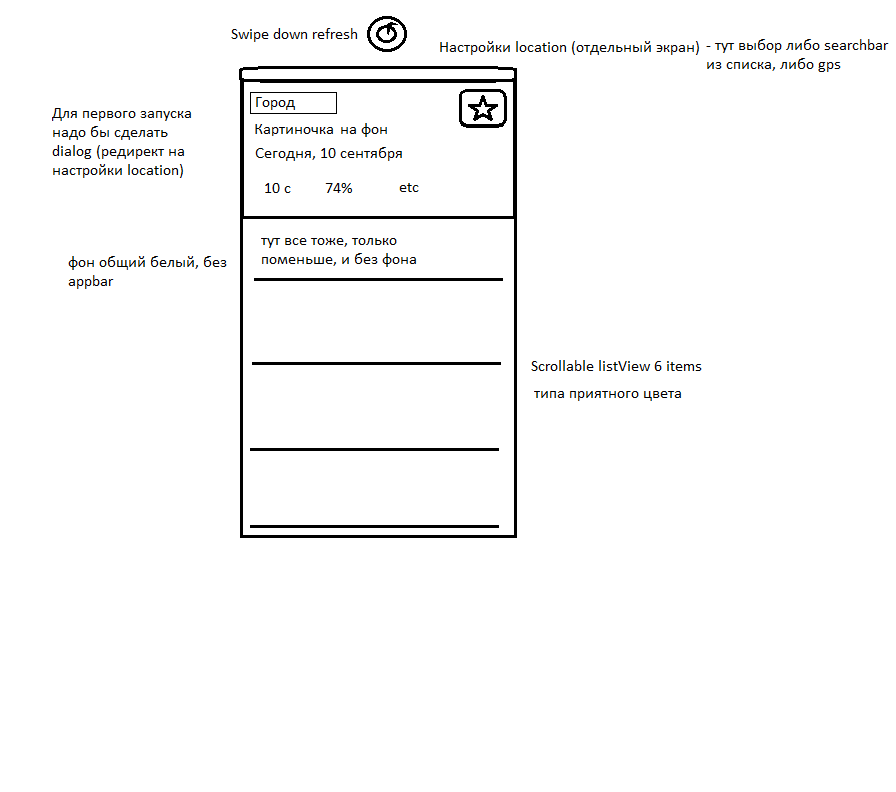 Swipe down refresh
Настройки location (отдельный экран)
- тут выбор либо searchbar
из списка, либо gps
Для первого запуска
надо бы сделать
dialog (редирект на
настройки location)
Город
Картиночка на фон
Сегодня, 10 сентября
10 с 74% etc
тут все тоже, только
поменьше, и без фона
фон общий белый, без
appbar
Scrollable listView 6 items
типа приятного цвета